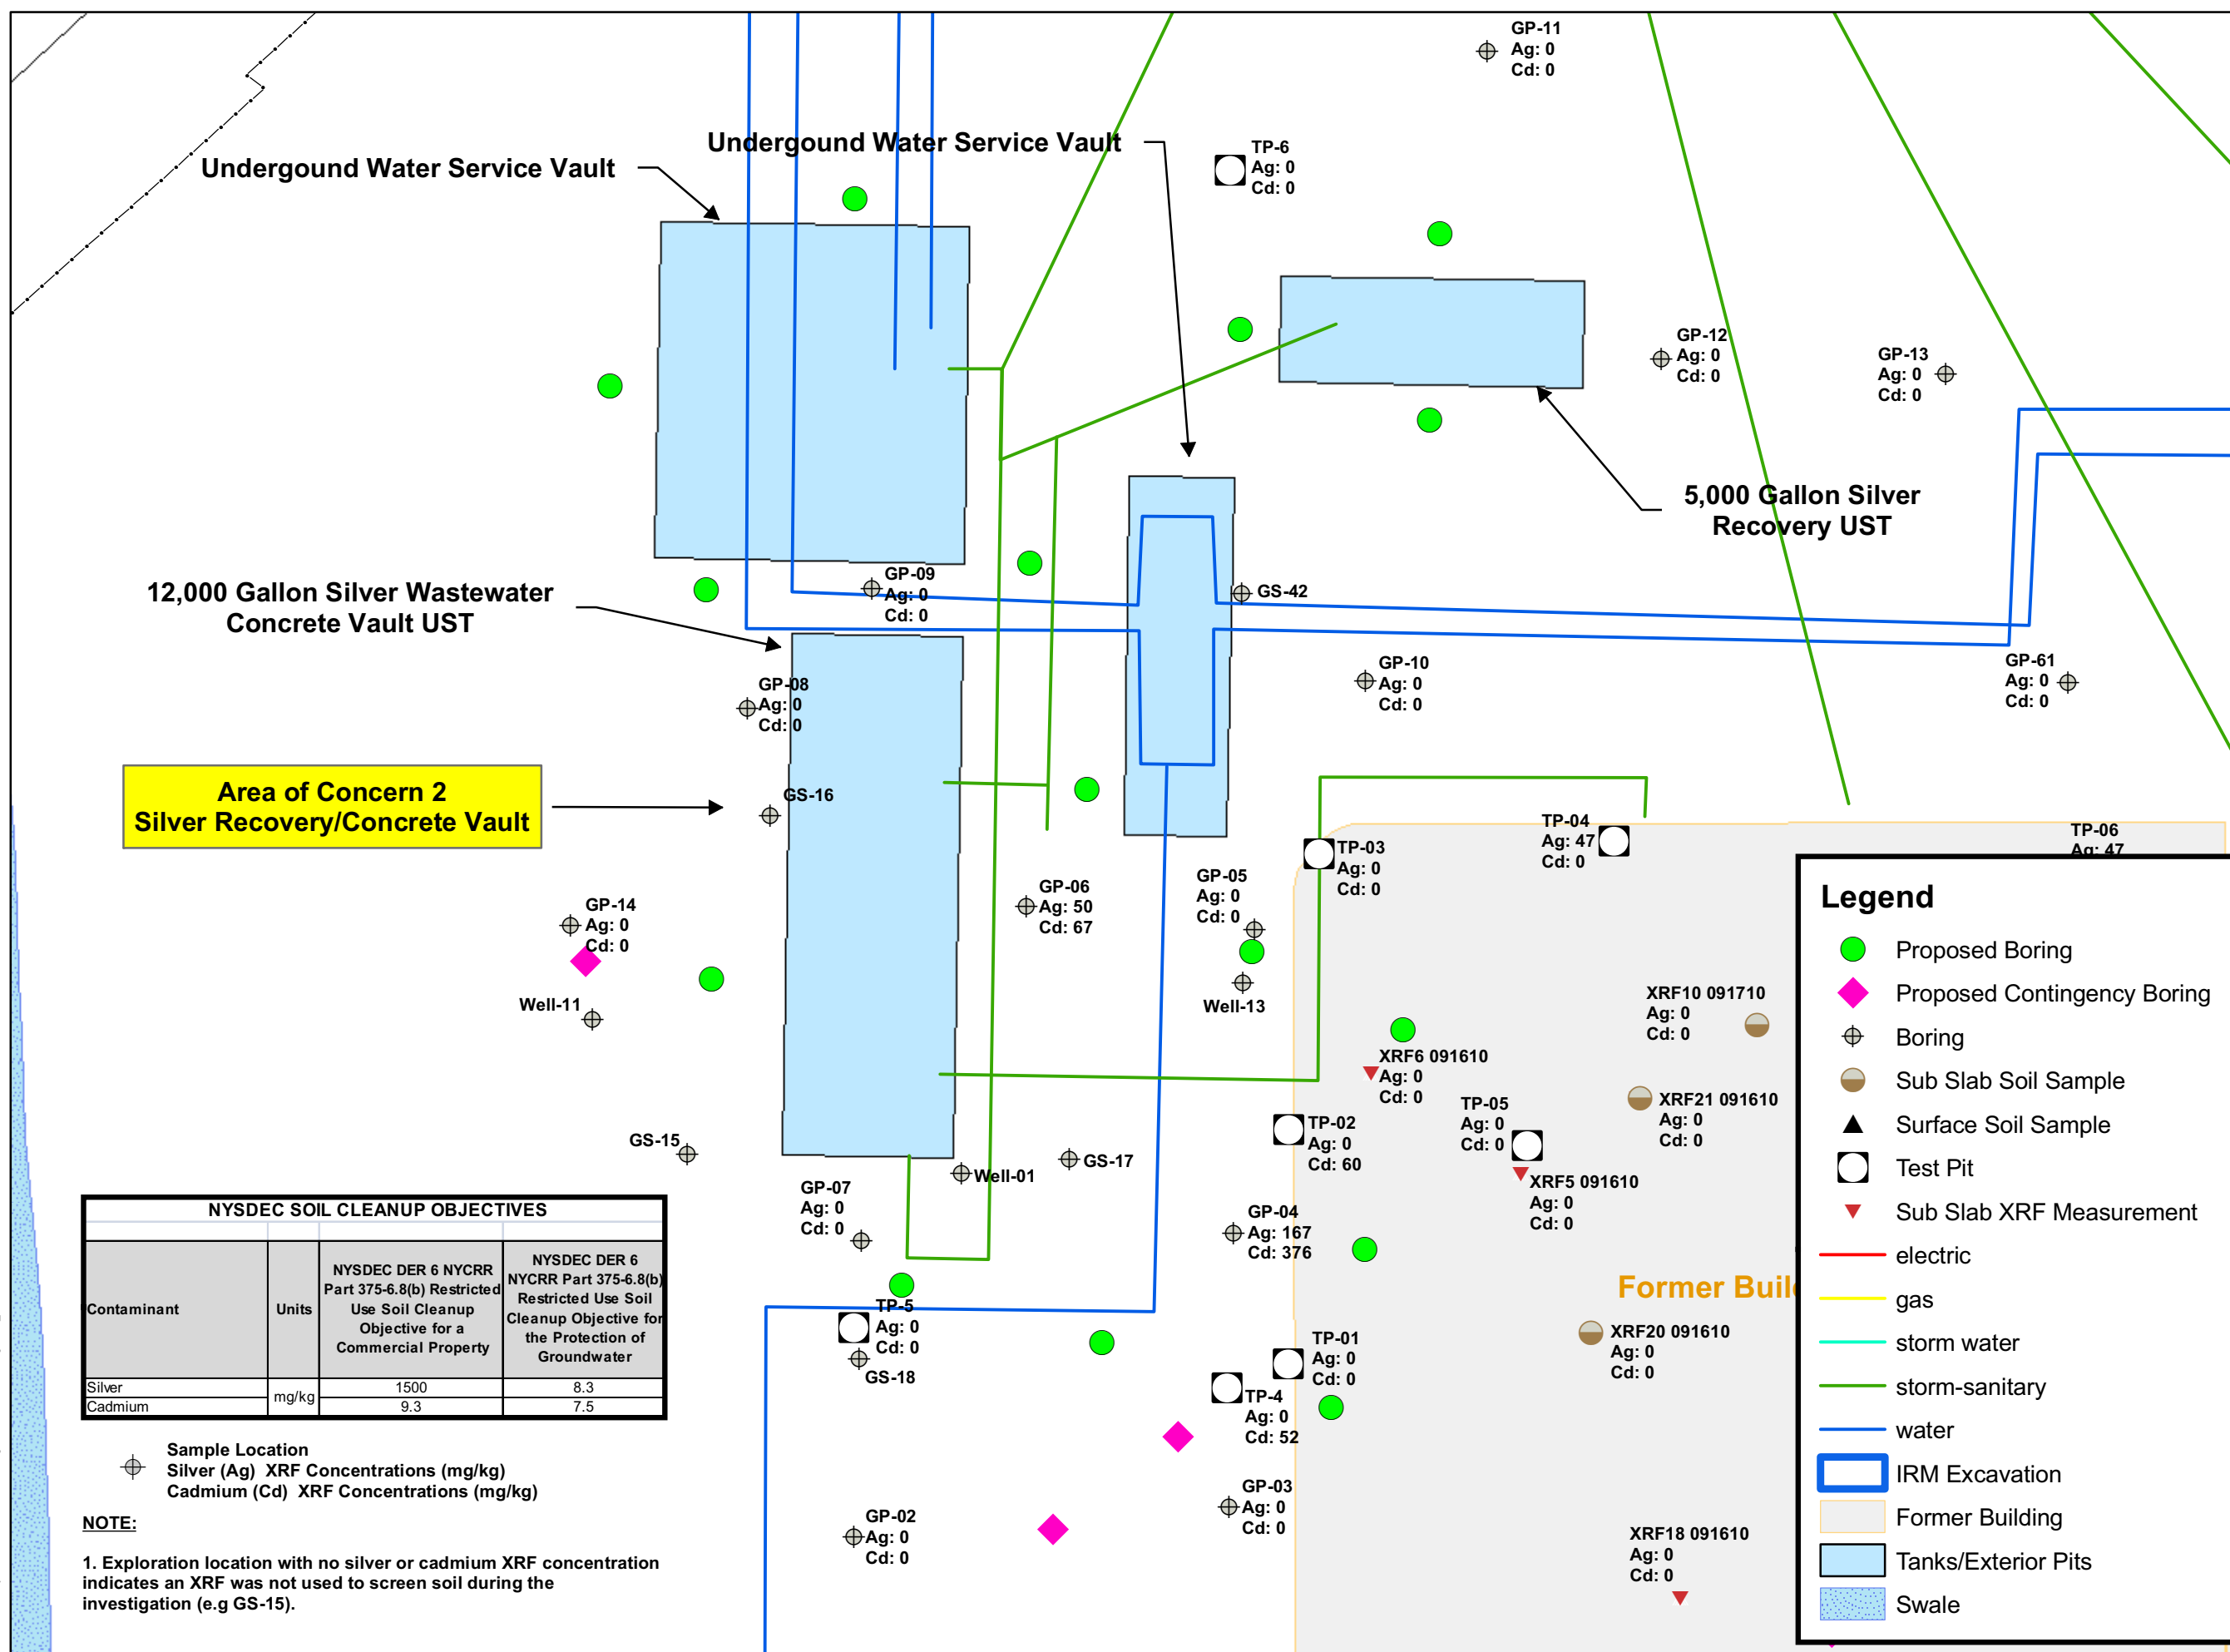 GP-11
Ag: 0
Cd: 0
Undergound Water Service Vault
Undergound Water Service Vault
TP-6
Ag: 0
Cd: 0
GP-12
Ag: 0
Cd: 0
GP-13
Ag: 0
Cd: 0
5,000 Gallon Silver
Recovery UST
12,000 Gallon Silver Wastewater
Concrete Vault UST
GP-09
Ag: 0
Cd: 0
GS-42
GP-08
Ag: 0
Cd: 0
GP-10
Ag: 0
Cd: 0
GP-61
Ag: 0
Cd: 0
Area of Concern 2
Silver Recovery/Concrete Vault
GS-16
TP-03
Ag: 0
Cd: 0
TP-04
Ag: 47
Cd: 0
TP-06
Ag: 47
GP-14
Ag: 0
Cd: 0
GP-06
Ag: 50
Cd: 67
GP-05
Ag: 0
Cd: 0
Well-11
Well-13
XRF10 091710
Ag: 0
Cd: 0
XRF6 091610
Ag: 0
Cd: 0
XRF21 091610
Ag: 0
Cd: 0
TP-05
Ag: 0
Cd: 0
TP-02
Ag: 0
Cd: 60
GS-15
Well-01
GS-17
XRF5 091610
Ag: 0
Cd: 0
GP-07
Ag: 0
Cd: 0
GP-04
Ag: 167
Cd: 376
Former Buil
TP-5
Ag: 0
Cd: 0
GS-18
TP-01
Ag: 0
Cd: 0
XRF20 091610
Ag: 0
Cd: 0
TP-4
Ag: 0
Cd: 52
GP-03
Ag: 0
Cd: 0
GP-02
Ag: 0
Cd: 0
XRF18 091610
Ag: 0
Cd: 0
NYSDEC SOIL CLEANUP OBJECTIVES
Contaminant
Units
NYSDEC DER 6 NYCRR
Part 375-6.8(b) Restricted
Use Soil Cleanup
Objective for a
Commercial Property
NYSDEC DER 6
NYCRR Part 375-6.8(b)
Restricted Use Soil
Cleanup Objective for
the Protection of
Groundwater
Silver mg/kg 1500 8.3
Cadmium 9.3 7.5
Sample Location
Silver (Ag) XRF Concentrations (mg/kg)
Cadmium (Cd) XRF Concentrations (mg/kg)
NOTE:
1. Exploration location with no silver or cadmium XRF concentration
indicates an XRF was not used to screen soil during the
investigation (e.g GS-15).
Legend
Proposed Boring
Proposed Contingency Boring
Boring
Sub Slab Soil Sample
Surface Soil Sample
Test Pit
Sub Slab XRF Measurement
electric
gas
storm water
storm-sanitary
water
IRM Excavation
Former Building
Tanks/Exterior Pits
Swale